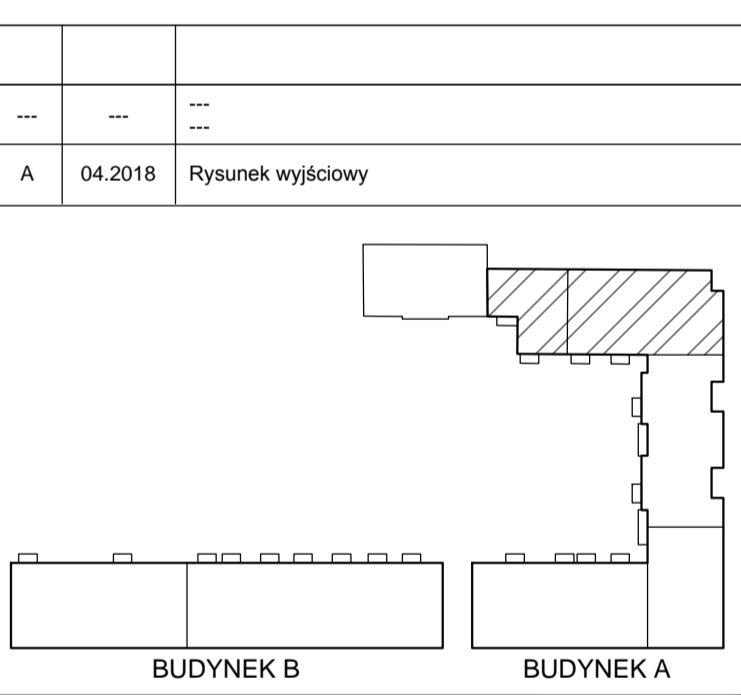 --- --- ---
---
A 04.2018 Rysunek wyjściowy
BUDYNEK B BUDYNEK A